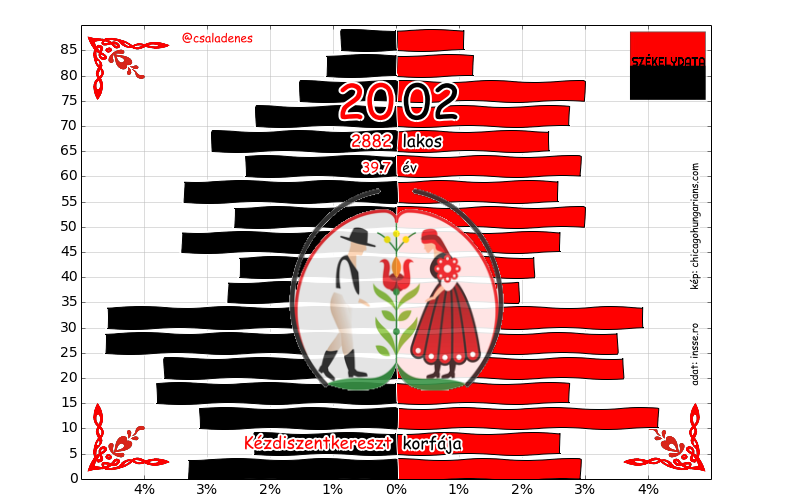 @csaladenes
SZÉKELYDATA
2002
2882 lakos
39.7 év
kép: chicagohungarians.com
adat: insse.ro
Kézdiszentkereszt korfája
85
80
75
70
65
60
55
50
45
40
35
30
25
20
15
10
5
0
4% 3% 2% 1% 0% 1% 2% 3% 4%